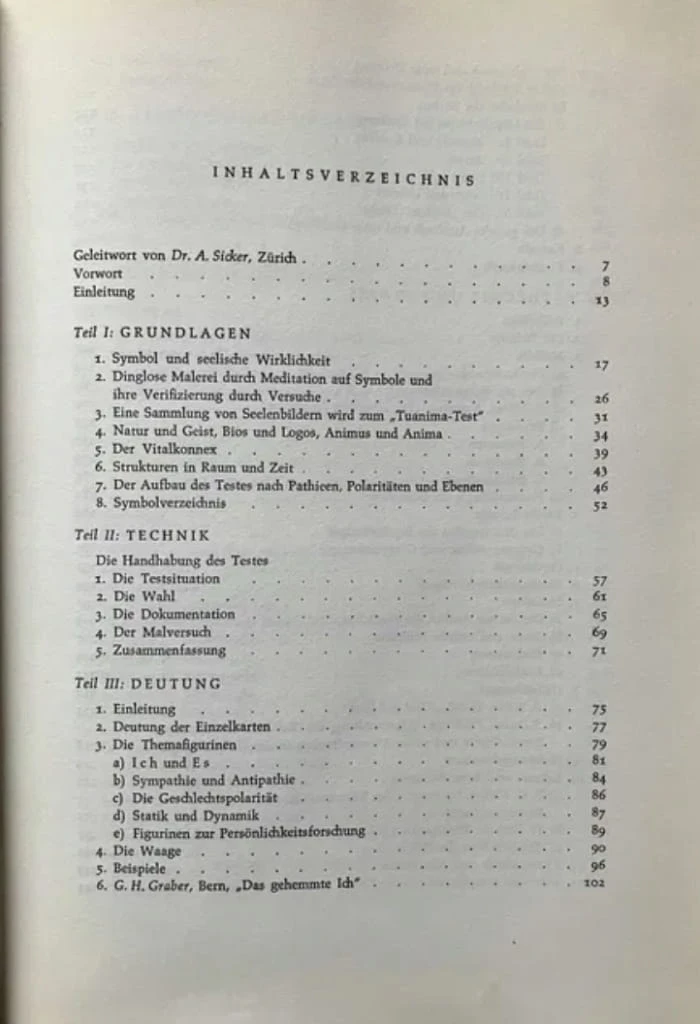 INHALTSVERZEICHNIS
Geleitwort von Dr. A. Sicker, Zürich . . . . . . . . . . . 7
Vorwort . . . . . . . . . . . . . . . . 8
Einleitung . . . . . . . . . . . . . . . . 13
Teil I: GRUNDLAGEN
1. Symbol und seelische Wirklichkeit . . . . . . . . . 17
2. Dinglose Malerei durch Meditation auf Symbole und
ihre Verifizierung durch Versuche . . . . . . . . . . 26
3. Eine Sammlung von Seelenbildern wird zum „Tuanima-Test" . . . . 31
4. Natur und Geist, Bios und Logos, Animus und Anima . . . . . 34
5. Der Vitalkonnex . . . . . . . . . . . . . . 39
6. Strukturen in Raum und Zeit . . . . . . . . . . . 43
7. Der Aufbau des Testes nach Pathicen, Polaritäten und Ebenen . . . . 46
8. Symbolverzeichnis . . . . . . . . . . . . . 52
Teil II: TECHNIK
Die Handhabung des Testes
1. Die Testsituation . . . . . . . . . . . . . 57
2. Die Wahl . . . . . . . . . . . . . . . 61
3. Die Dokumentation . . . . . . . . . . . . . 65
4. Der Malversuch . . . . . . . . . . . . . . 69
5. Zusammenfassung . . . . . . . . . . . . . 71
Teil III: DEUTUNG
1. Einleitung . . . . . . . . . . . . . . . 75
2. Deutung der Einzelkarten . . . . . . . . . . . . 77
3. Die Themafigurinen . . . . . . . . . . . . . 79
a) Ich und Es . . . . . . . . . . . . . . 81
b) Sympathie und Antipathie . . . . . . . . . . . 84
c) Die Geschlechtspolarität . . . . . . . . . . . 86
d) Statik und Dynamik . . . . . . . . . . . . 87
e) Figurinen zur Persönlichkeitsforschung . . . . . . . . 89
4. Die Waage . . . . . . . . . . . . . . . 90
5. Beispiele . . . . . . . . . . . . . . . . 96
6. G. H. Graber, Bern, „Das gehemmte Ich" . . . . . . . . 102